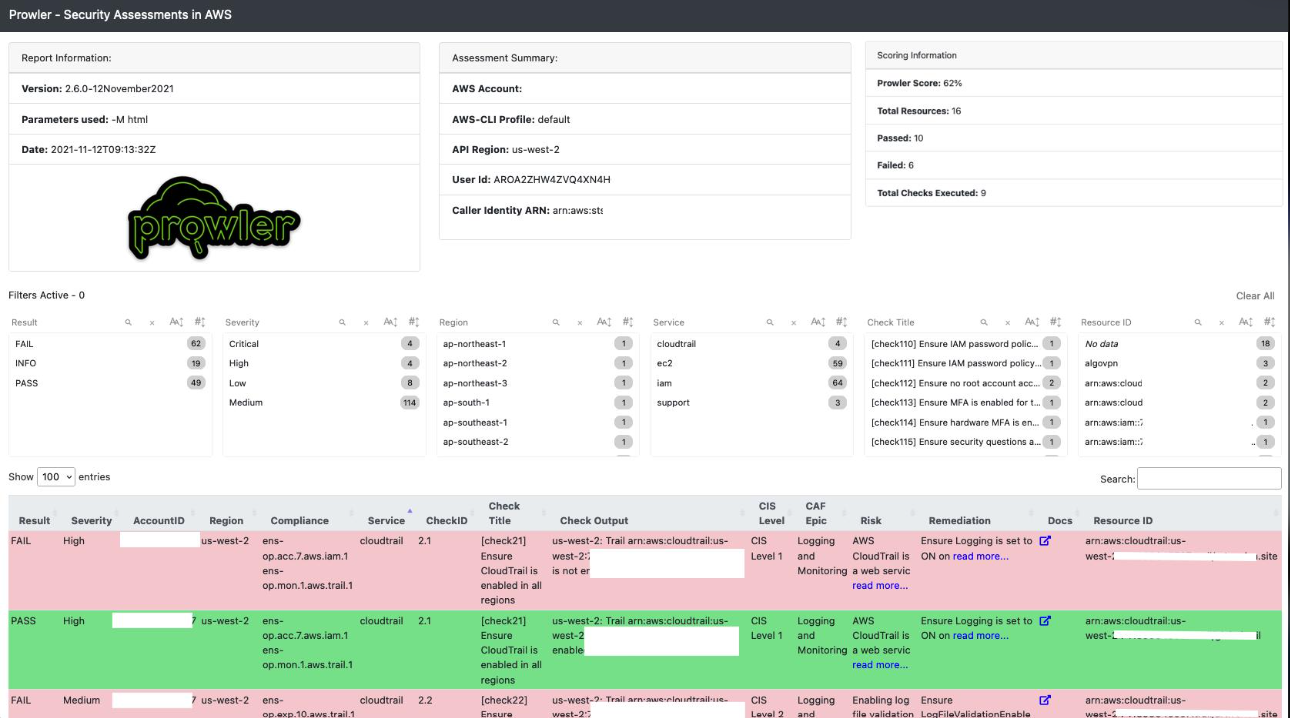 Prowler - Security Assessments in AWS
Report Information:
Version: 2.6.0-12November2021
Parameters used: -M html
Date: 2021-11-12T09:13:32Z
prowler
Assessment Summary:
AWS Account:
AWS-CLI Profile: default
API Region: us-west-2
User Id: AROA2ZHW4ZVQ4XN4H
Caller Identity ARN: arn:aws:sts
Scoring Information
Prowler Score: 62%
Total Resources: 16
Passed: 10
Failed: 6
Total Checks Executed: 9
Filters Active - 0
Clear All
Result
FAIL 62
INFO 19
PASS 49
Severity
Critical 4
High 4
Low 8
Medium 114
Region
ap-northeast-1 1
ap-northeast-2 1
ap-northeast-3 1
ap-south-1 1
ap-southeast-1 1
ap-southeast-2 1
Service
cloudtrail 4
ec2 59
iam 64
support 3
Check Title
[check110] Ensure IAM password polic... 1
[check111] Ensure IAM password policy... 1
[check112] Ensure no root account acc... 2
[check113] Ensure MFA is enabled for t... 1
[check114] Ensure hardware MFA is en... 1
[check115] Ensure security questions a... 1
Resource ID
No data 18
algovpn 3
arn:aws:cloud 2
arn:aws:cloud 2
arn:aws:iam:: 1
arn:aws:iam:: 1
Show 100 entries
Search:
Result Severity AccountID Region Compliance Service CheckID Check Title Check Output CIS Level CAF Epic Risk Remediation Docs Resource ID
FAIL High us-west-2 ens- cloudtrail 2.1 [check21] us-west-2: Trail arn:aws:cloudtrail:us- CIS Logging AWS Ensure Logging is set to arn:aws:cloudtrail:us-
op.acc.7.aws.iam.1 Ensure west-2: Level 1 and CloudTrail is ON on read more... west- .site
ens- CloudTrail is is not en Monitoring a web servic
op.mon.1.aws.trail.1 enabled in all read more...
regions
PASS High 7 us-west-2 ens- cloudtrail 2.1 [check21] us-west-2: Trail arn:aws:cloudtrail:us- CIS Logging AWS Ensure Logging is set to arn:aws:cloudtrail:us-
op.acc.7.aws.iam.1 Ensure west-2 Level 1 and CloudTrail is ON on read more... west-
ens- CloudTrail is enable Monitoring a web servic
op.mon.1.aws.trail.1 enabled in all read more...
regions
FAIL Medium 7 us-west-2 ens- cloudtrail 2.2 [check22] us-west-2: Trail arn:aws:cloudtrail:us- CIS Logging Enabling log Ensure arn:aws:cloudtrail:us-
op.exp.10.aws.trail.1 Ensure west-2: Level 2 and file validation LogFileValidationEnable west- .site